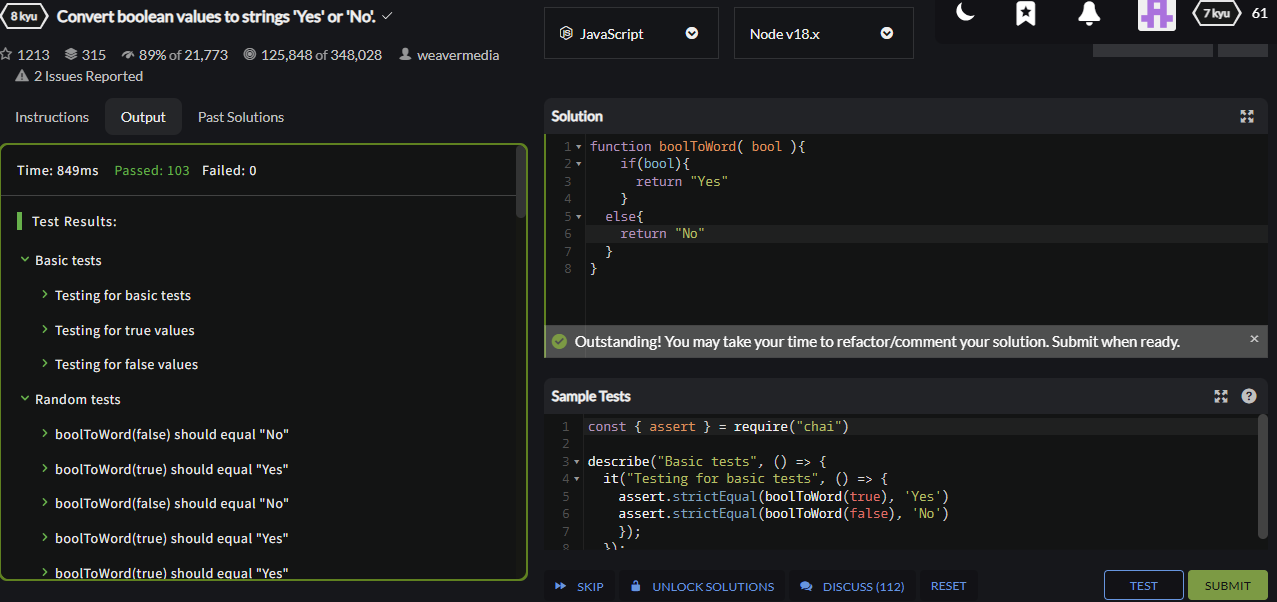 8 kyu Convert boolean values to strings 'Yes' or 'No'.
1213 315 89% of 21,773 125,848 of 348,028 weavermedia
2 Issues Reported
JavaScript
Node v18.x
7 kyu 61
Instructions Output Past Solutions
Time: 849ms Passed: 103 Failed: 0
Test Results:
Basic tests
Testing for basic tests
Testing for true values
Testing for false values
Random tests
boolToWord(false) should equal "No"
boolToWord(true) should equal "Yes"
boolToWord(false) should equal "No"
boolToWord(true) should equal "Yes"
boolToWord(true) should equal "Yes"
Solution
1 function boolToWord( bool ){
2 if(bool){
3 return "Yes"
4 }
5 else{
6 return "No"
7 }
8 }
Outstanding! You may take your time to refactor/comment your solution. Submit when ready.
Sample Tests
1 const { assert } = require("chai")
2
3 describe("Basic tests", () => {
4 it("Testing for basic tests", () => {
5 assert.strictEqual(boolToWord(true), 'Yes')
6 assert.strictEqual(boolToWord(false), 'No')
7 });
8 });
SKIP UNLOCK SOLUTIONS DISCUSS (112) RESET TEST SUBMIT